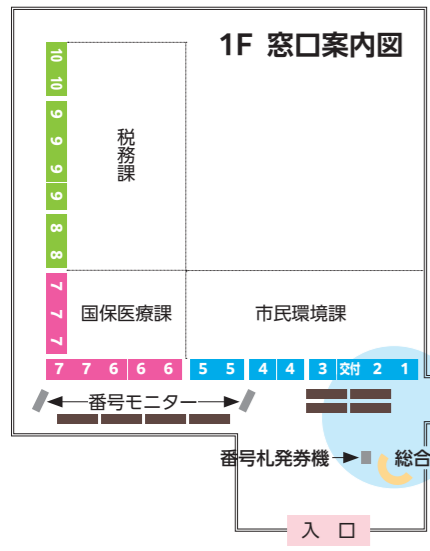 1F 窓口案内図
10
10
9
9
9
9
8
8
7
7
7
税務課
国保医療課
市民環境課
7 7 6 6 6 5 5 4 4 3 交付 2 1
番号モニター
番号札発券機
総合
入 口